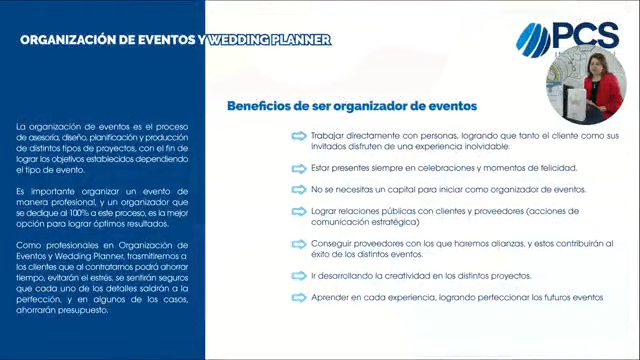 ORGANIZACIÓN DE EVENTOS Y WEDDING PLANNER
PCS
La organización de eventos es el proceso
de asesoría, diseño, planificación y producción
de distintos tipos de proyectos, con el fin de
lograr los objetivos establecidos dependiendo
el tipo de evento.
Es importante organizar un evento de
manera profesional, y un organizador que
se dedique al 100% a este proceso, es la mejor
opción para lograr óptimos resultados.
Como profesionales en Organización de
Eventos y Wedding Planner, trasmitiremos a
los clientes que al contratarnos podrá ahorrar
tiempo, evitarán el estrés, se sentirán seguros
que cada uno de los detalles saldrán a la
perfección, y en algunos de los casos,
ahorrarán presupuesto.
Beneficios de ser organizador de eventos
Trabajar directamente con personas, logrando que tanto el cliente como sus
invitados disfruten de una experiencia inolvidable.
Estar presentes siempre en celebraciones y momentos de felicidad.
No se necesitas un capital para iniciar como organizador de eventos.
Lograr relaciones públicas con clientes y proveedores (acciones de
comunicación estratégica)
Conseguir proveedores con los que haremos alianzas, y estos contribuirán al
éxito de los distintos eventos.
Ir desarrollando la creatividad en los distintos proyectos.
Aprender en cada experiencia, logrando perfeccionar los futuros eventos